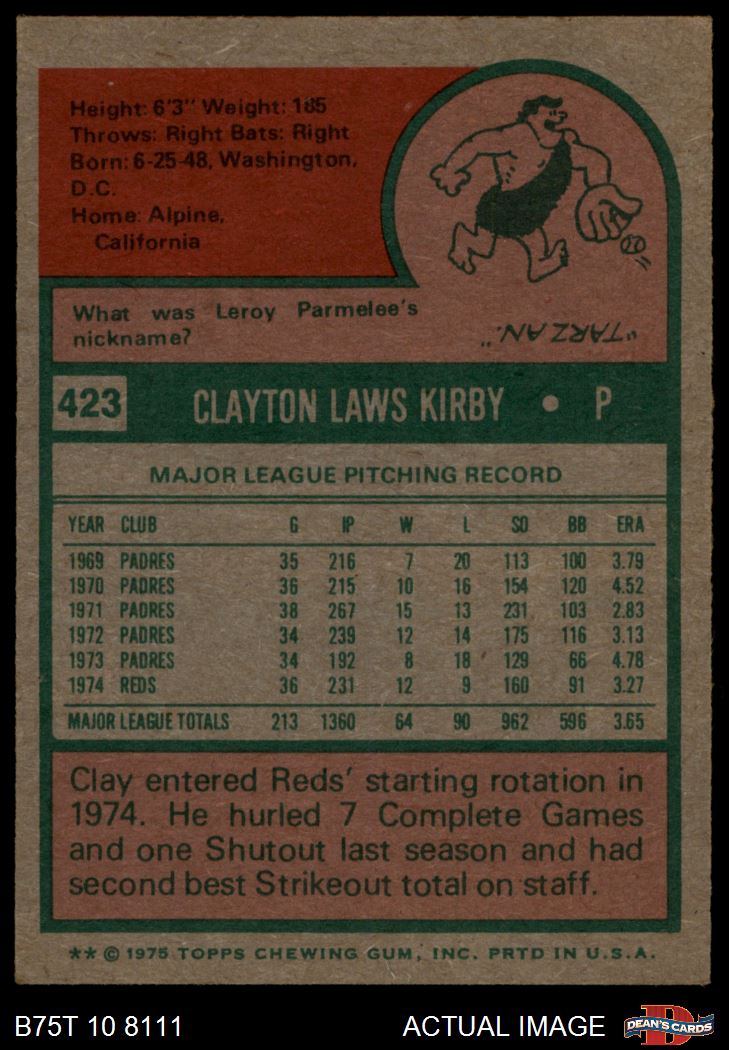 Height: 6'3" Weight: 185
Throws: Right Bats: Right
Born: 6-25-48, Washington,
D.C.
Home: Alpine,
California
What was Leroy Parmelee's
nickname?
"TARZAN."
423 CLAYTON LAWS KIRBY • P
MAJOR LEAGUE PITCHING RECORD
YEAR CLUB G IP W L SO BB ERA
1969 PADRES 35 216 7 20 113 100 3.79
1970 PADRES 36 215 10 16 154 120 4.52
1971 PADRES 38 267 15 13 231 103 2.83
1972 PADRES 34 239 12 14 175 116 3.13
1973 PADRES 34 192 8 18 129 66 4.78
1974 REDS 36 231 12 9 160 91 3.27
MAJOR LEAGUE TOTALS 213 1360 64 90 962 596 3.65
Clay entered Reds' starting rotation in
1974. He hurled 7 Complete Games
and one Shutout last season and had
second best Strikeout total on staff.
** © 1975 TOPPS CHEWING GUM, INC. PRTD IN U.S.A.
B75T 10 8111 ACTUAL IMAGE DEAN'S CARDS